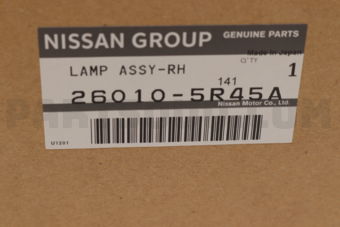 NISSAN GROUP GENUINE PARTS
Made in Japan
LAMP ASSY-RH Q'TY 1
141
26010-5R45A
Nissan Motor Co., Ltd.
U1201